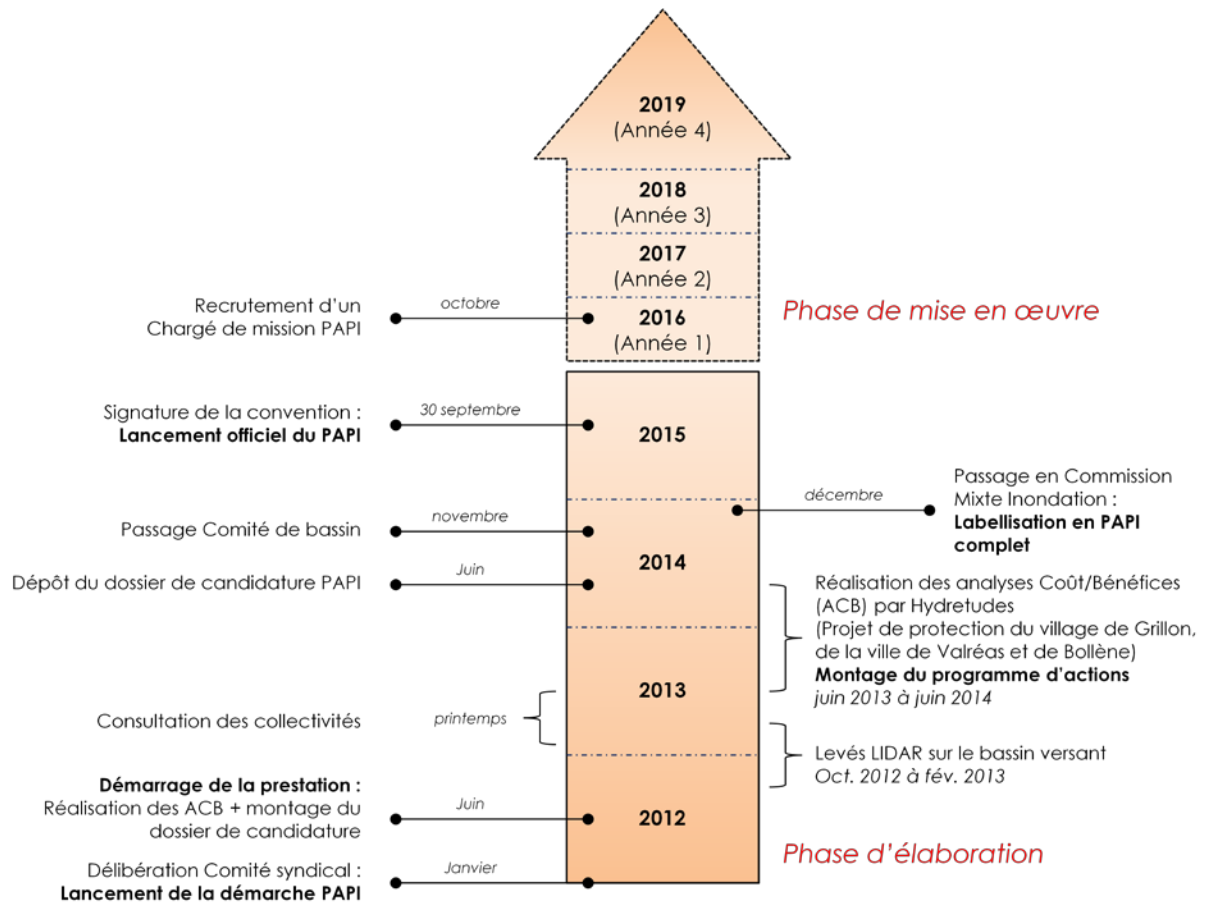 2019
(Année 4)
2018
(Année 3)
2017
(Année 2)
2016
(Année 1)
Recrutement d'un
Chargé de mission PAPI
octobre
Phase de mise en œuvre
Signature de la convention :
Lancement officiel du PAPI
30 septembre
2015
Passage en Commission
Mixte Inondation :
Labellisation en PAPI
complet
décembre
Passage Comité de bassin
novembre
2014
Dépôt du dossier de candidature PAPI
Juin
Réalisation des analyses Coût/Bénéfices
(ACB) par Hydretudes
(Projet de protection du village de Grillon,
de la ville de Valréas et de Bollène)
Montage du programme d'actions
juin 2013 à juin 2014
2013
Consultation des collectivités
printemps
Levés LIDAR sur le bassin versant
Oct. 2012 à fév. 2013
Démarrage de la prestation :
Réalisation des ACB + montage du
dossier de candidature
Juin
2012
Phase d'élaboration
Délibération Comité syndical :
Lancement de la démarche PAPI
Janvier